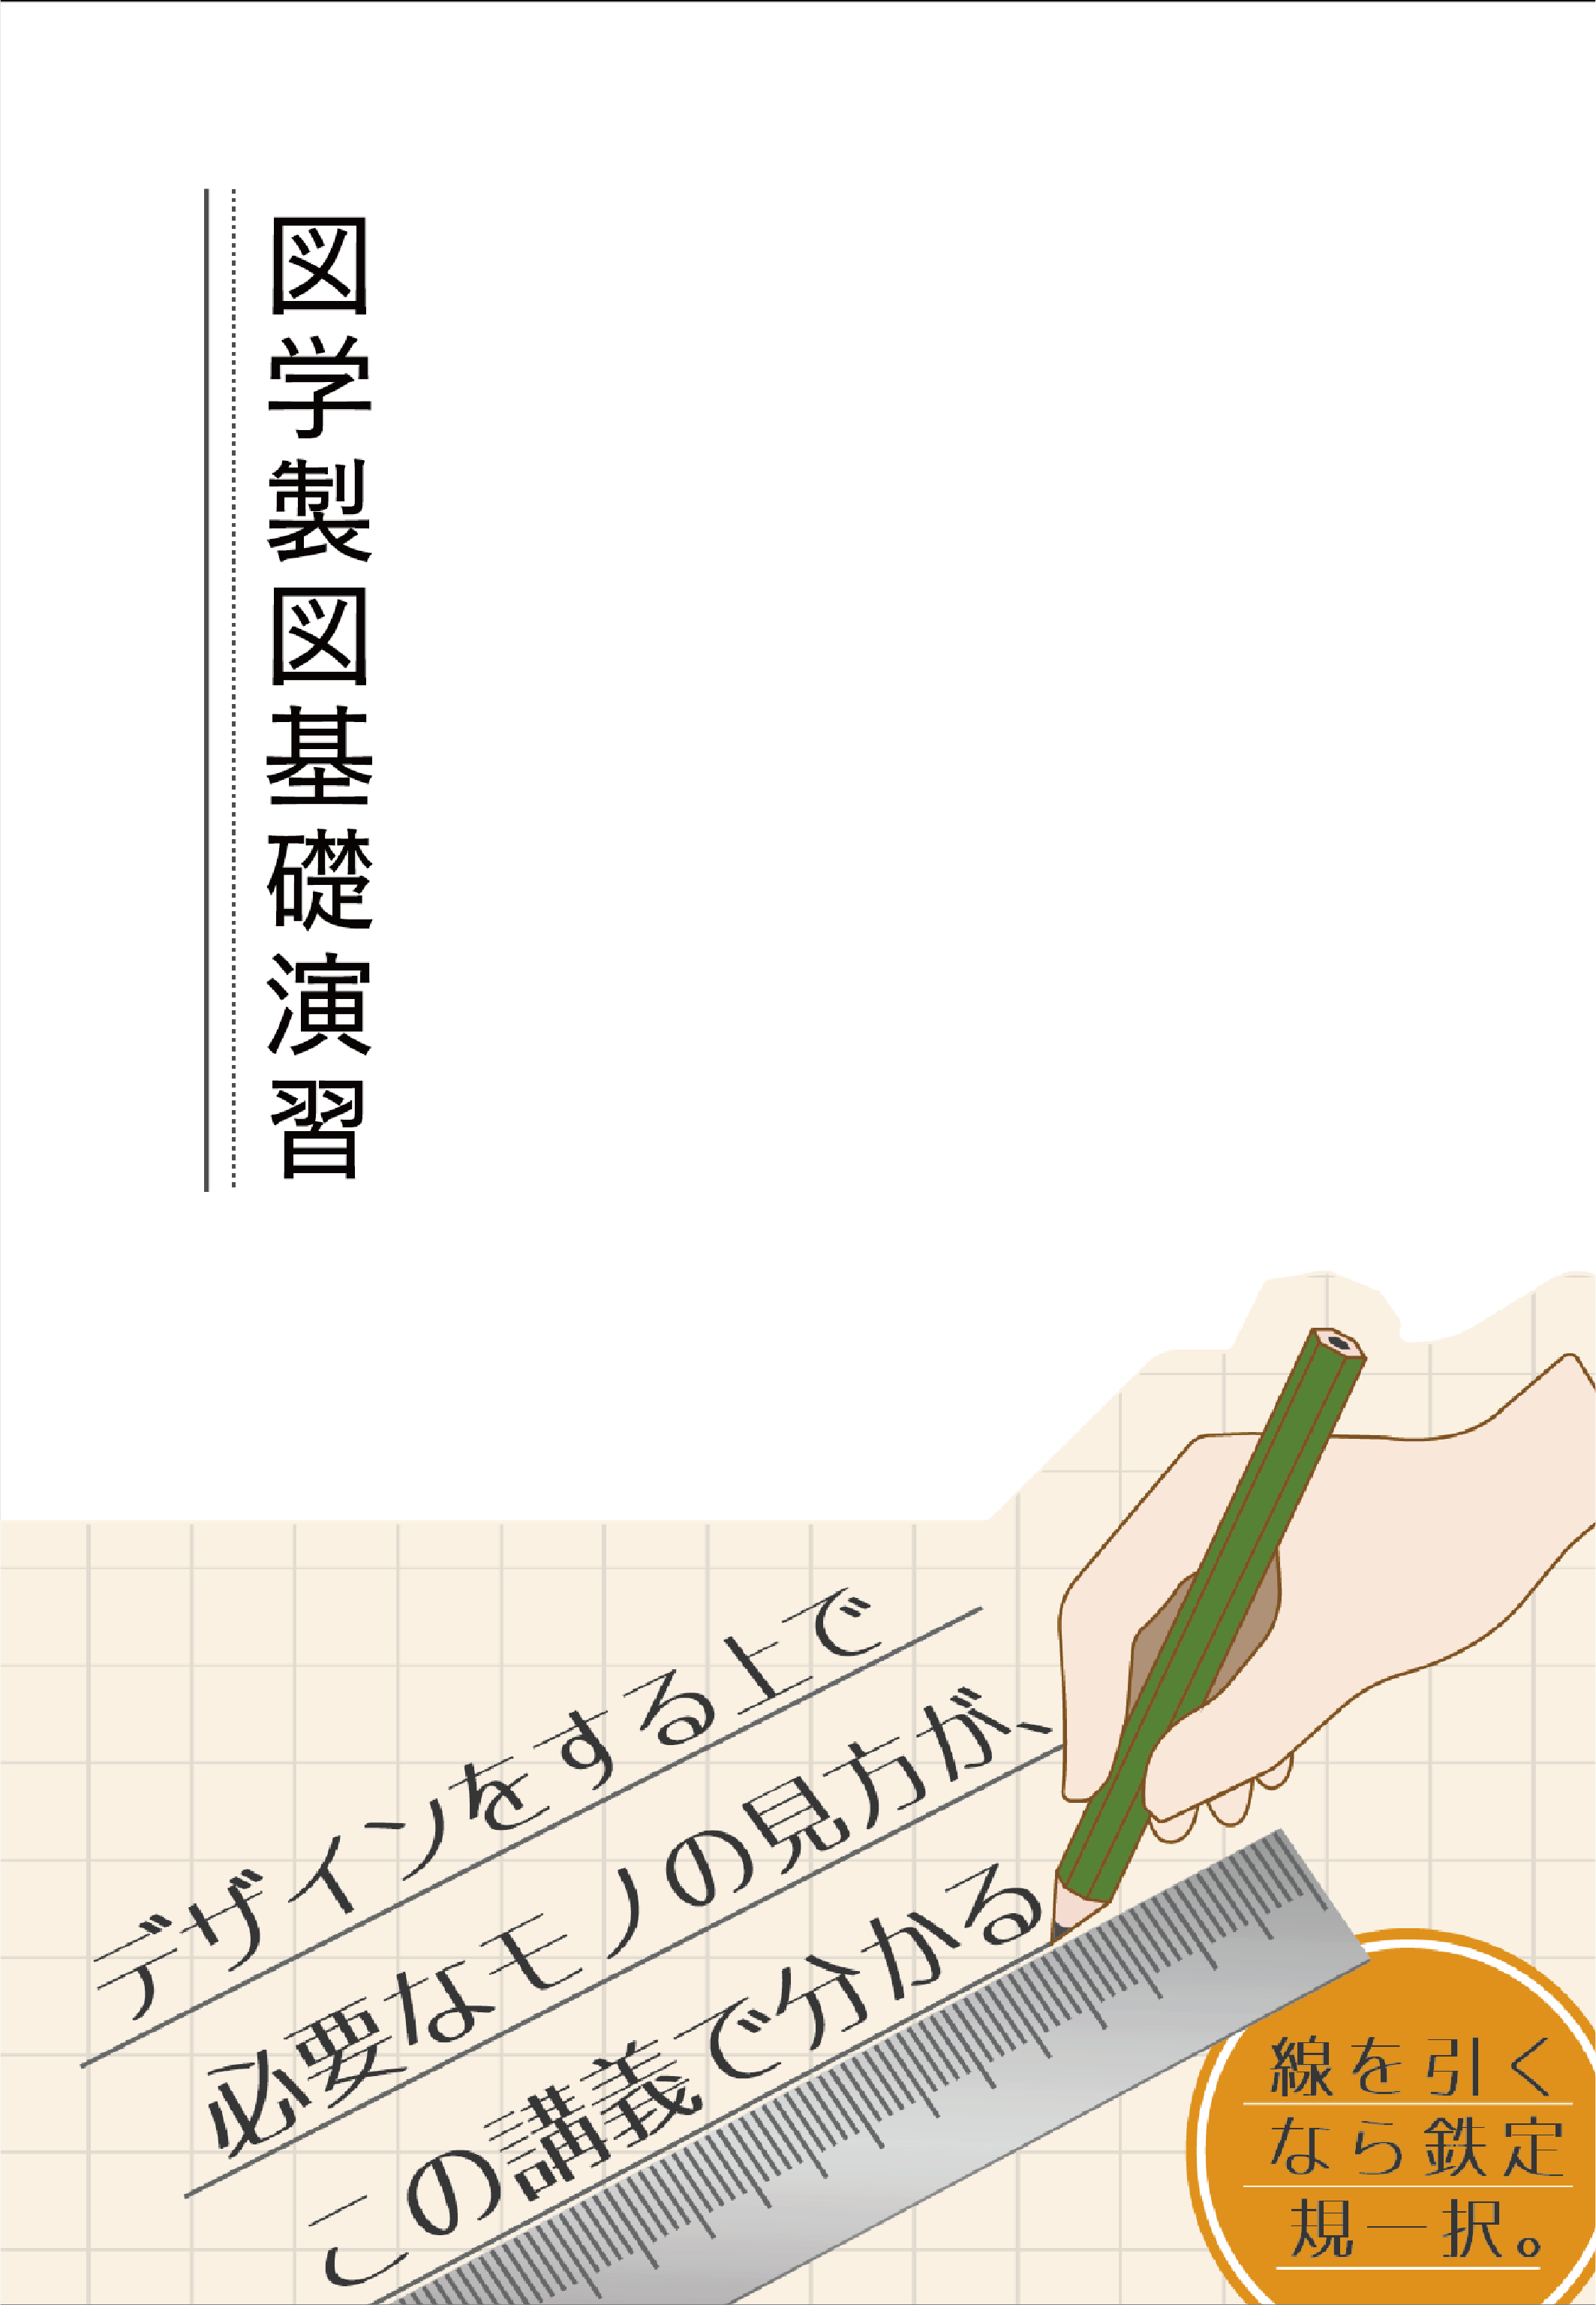 図学製図基礎演習
デザインをする上で
必要なモノの見方が、
この講義で分かる
線を引く
なら鉄定
規一択。